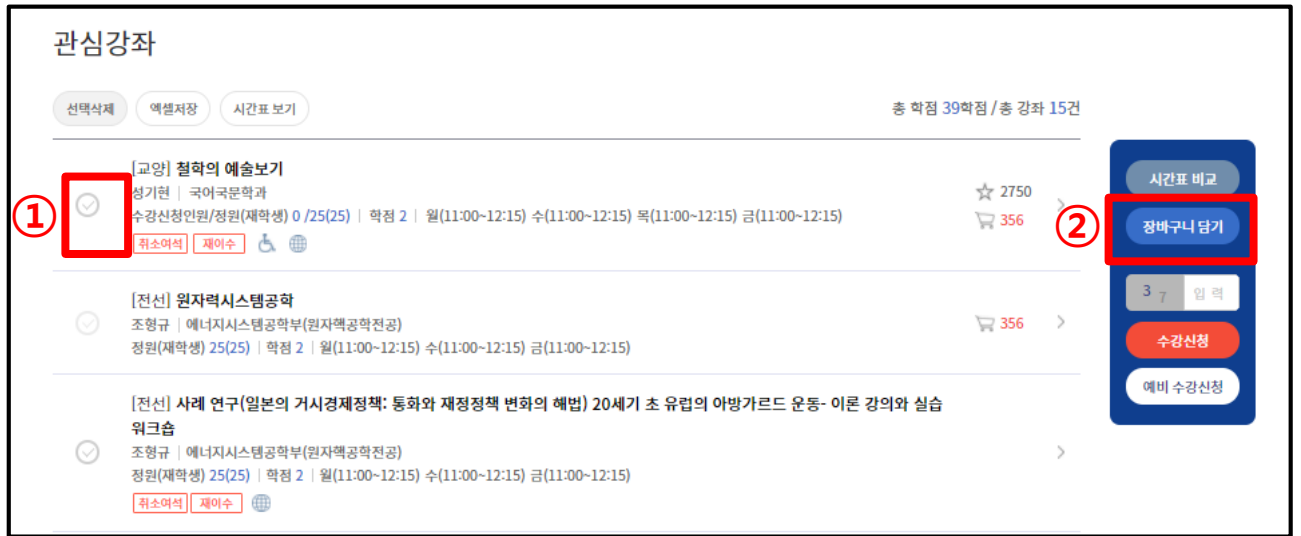 관심강좌
선택삭제 엑셀저장 시간표 보기 총 학점 39학점 / 총 강좌 15건
[교양] 철학의 예술보기
성기현 | 국어국문학과
수강신청인원/정원(재학생) 0 /25(25) | 학점 2 | 월(11:00~12:15) 수(11:00~12:15) 목(11:00~12:15) 금(11:00~12:15)
취소여석 재이수
2750
356
①
[전선] 원자력시스템공학
조형규 | 에너지시스템공학부(원자핵공학전공)
정원(재학생) 25(25) | 학점 2 | 월(11:00~12:15) 수(11:00~12:15) 금(11:00~12:15)
356
[전선] 사례 연구(일본의 거시경제정책: 통화와 재정정책 변화의 해법) 20세기 초 유럽의 아방가르드 운동- 이론 강의와 실습
워크숍
조형규 | 에너지시스템공학부(원자핵공학전공)
정원(재학생) 25(25) | 학점 2 | 월(11:00~12:15) 수(11:00~12:15) 금(11:00~12:15)
취소여석 재이수
시간표 비교
② 장바구니 담기
3 7 입력
수강신청
예비 수강신청